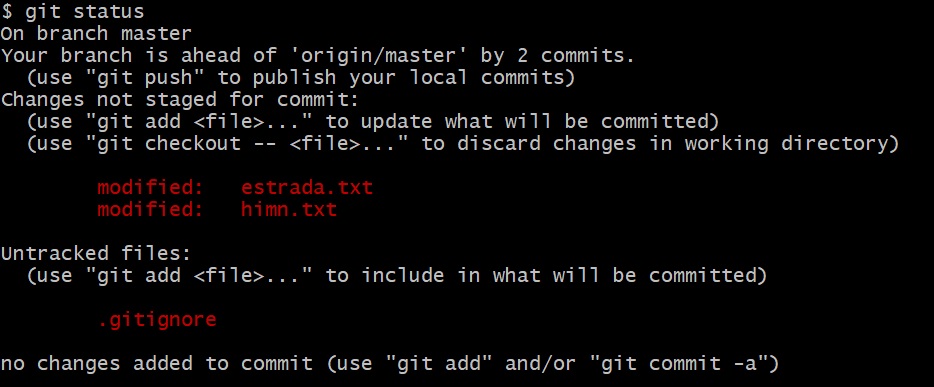 $ git status
On branch master
Your branch is ahead of 'origin/master' by 2 commits.
  (use "git push" to publish your local commits)
Changes not staged for commit:
  (use "git add <file>..." to update what will be committed)
  (use "git checkout -- <file>..." to discard changes in working directory)

        modified:   estrada.txt
        modified:   himn.txt

Untracked files:
  (use "git add <file>..." to include in what will be committed)

        .gitignore

no changes added to commit (use "git add" and/or "git commit -a")